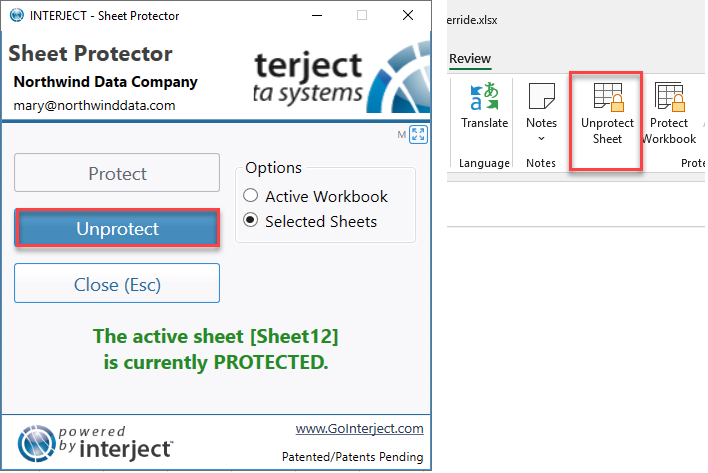 INTERJECT - Sheet Protector
Sheet Protector
Northwind Data Company
mary@northwinddata.com
terject
ta systems
M
Protect
Unprotect
Close (Esc)
Options
Active Workbook
Selected Sheets
The active sheet [Sheet12]
is currently PROTECTED.
powered
by interject™
www.GoInterject.com
Patented/Patents Pending
erride.xlsx
Review
Translate
Language
Notes
Notes
Unprotect
Sheet
Protect
Workbook
Prote